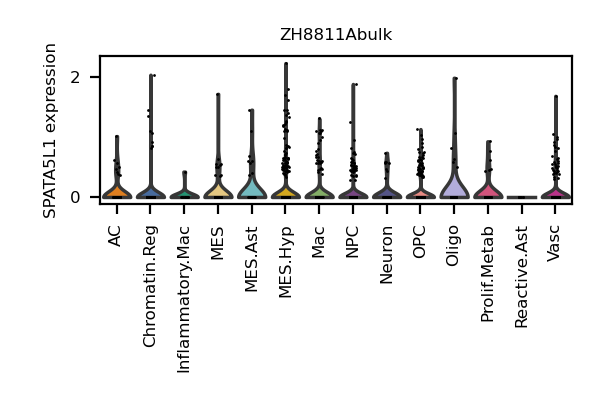 ZH8811Abulk
SPATA5L1 expression
2
0
AC
Chromatin.Reg
Inflammatory.Mac
MES
MES.Ast
MES.Hyp
Mac
NPC
Neuron
OPC
Oligo
Prolif.Metab
Reactive.Ast
Vasc